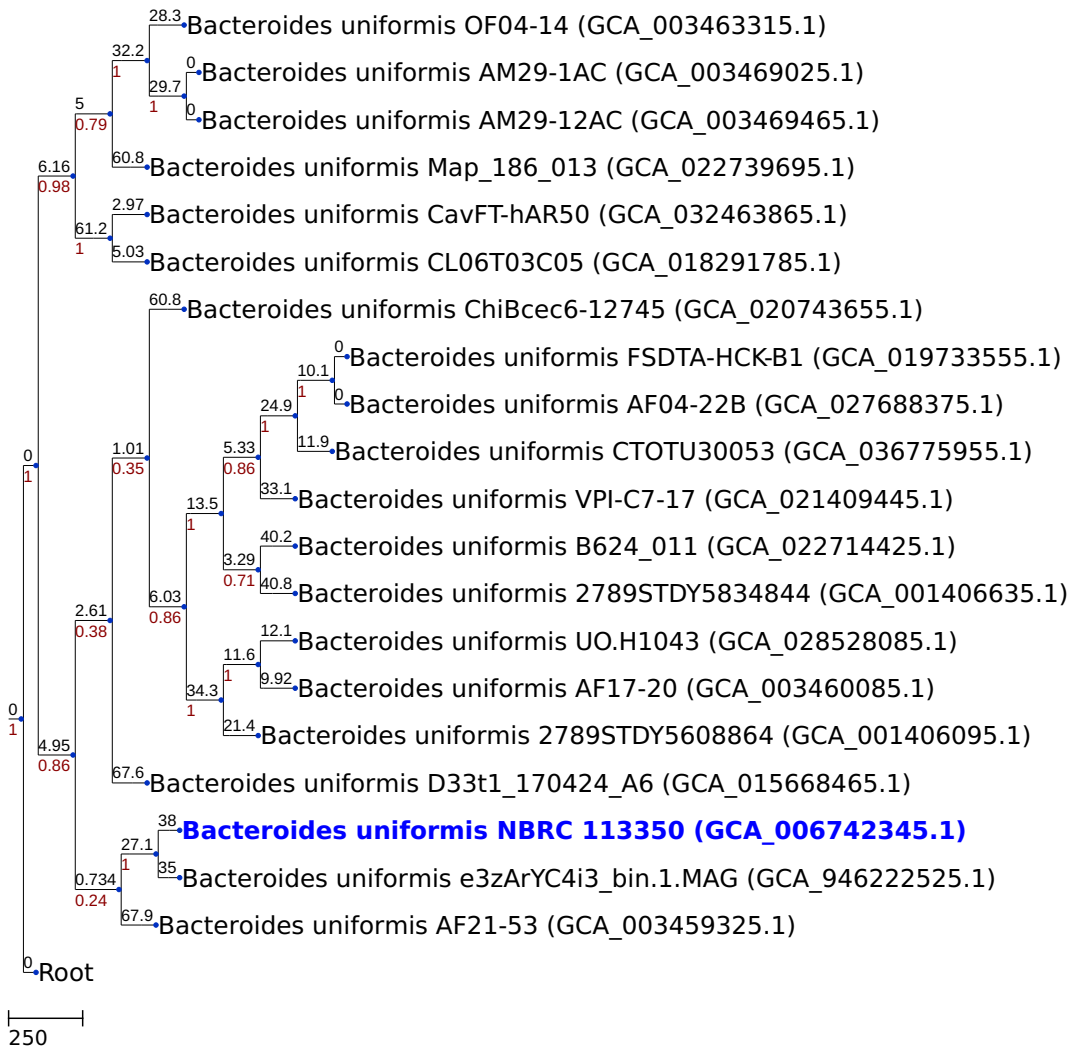 28.3
Bacteroides uniformis OF04-14 (GCA_003463315.1)
32.2
1
0
Bacteroides uniformis AM29-1AC (GCA_003469025.1)
29.7
1
0
Bacteroides uniformis AM29-12AC (GCA_003469465.1)
5
0.79
60.8
Bacteroides uniformis Map_186_013 (GCA_022739695.1)
6.16
0.98
2.97
Bacteroides uniformis CavFT-hAR50 (GCA_032463865.1)
61.2
1
5.03
Bacteroides uniformis CL06T03C05 (GCA_018291785.1)
60.8
Bacteroides uniformis ChiBcec6-12745 (GCA_020743655.1)
0
Bacteroides uniformis FSDTA-HCK-B1 (GCA_019733555.1)
10.1
1
0
Bacteroides uniformis AF04-22B (GCA_027688375.1)
24.9
1
11.9
Bacteroides uniformis CTOTU30053 (GCA_036775955.1)
0
1
1.01
0.35
5.33
0.86
33.1
Bacteroides uniformis VPI-C7-17 (GCA_021409445.1)
13.5
1
40.2
Bacteroides uniformis B624_011 (GCA_022714425.1)
3.29
0.71
40.8
Bacteroides uniformis 2789STDY5834844 (GCA_001406635.1)
6.03
0.86
2.61
0.38
12.1
Bacteroides uniformis UO.H1043 (GCA_028528085.1)
11.6
1
9.92
Bacteroides uniformis AF17-20 (GCA_003460085.1)
34.3
1
0
1
21.4
Bacteroides uniformis 2789STDY5608864 (GCA_001406095.1)
4.95
0.86
67.6
Bacteroides uniformis D33t1_170424_A6 (GCA_015668465.1)
38
Bacteroides uniformis NBRC 113350 (GCA_006742345.1)
27.1
1
35
Bacteroides uniformis e3zArYC4i3_bin.1.MAG (GCA_946222525.1)
0.734
0.24
67.9
Bacteroides uniformis AF21-53 (GCA_003459325.1)
0
Root
250